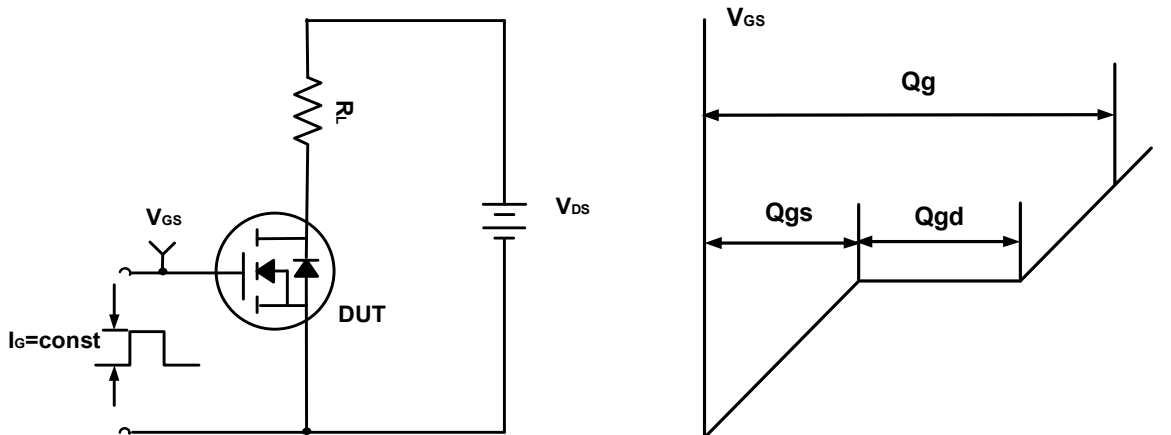 RL
VGS
VDS
DUT
IG=const
VGS
Qg
Qgs
Qgd